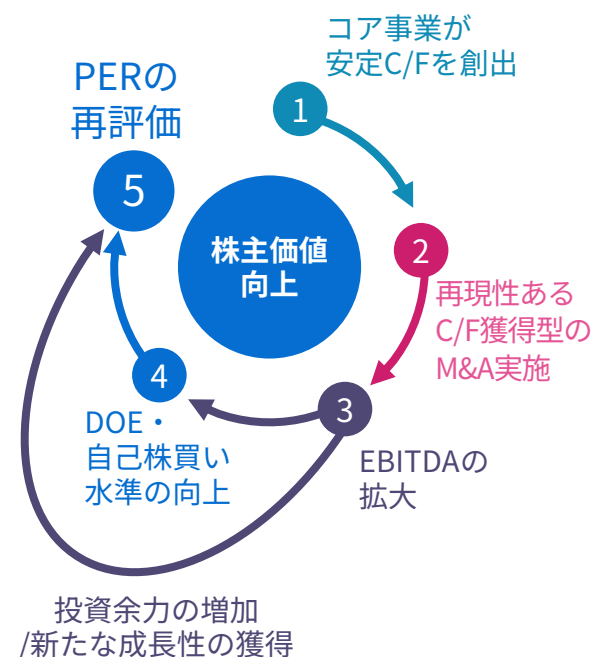 コア事業が
安定C/Fを創出
1
PERの
再評価
5
株主価値
向上
2
再現性ある
C/F獲得型の
M&A実施
4
3
DOE・
自己株買い
水準の向上
EBITDAの
拡大
投資余力の増加
/新たな成長性の獲得